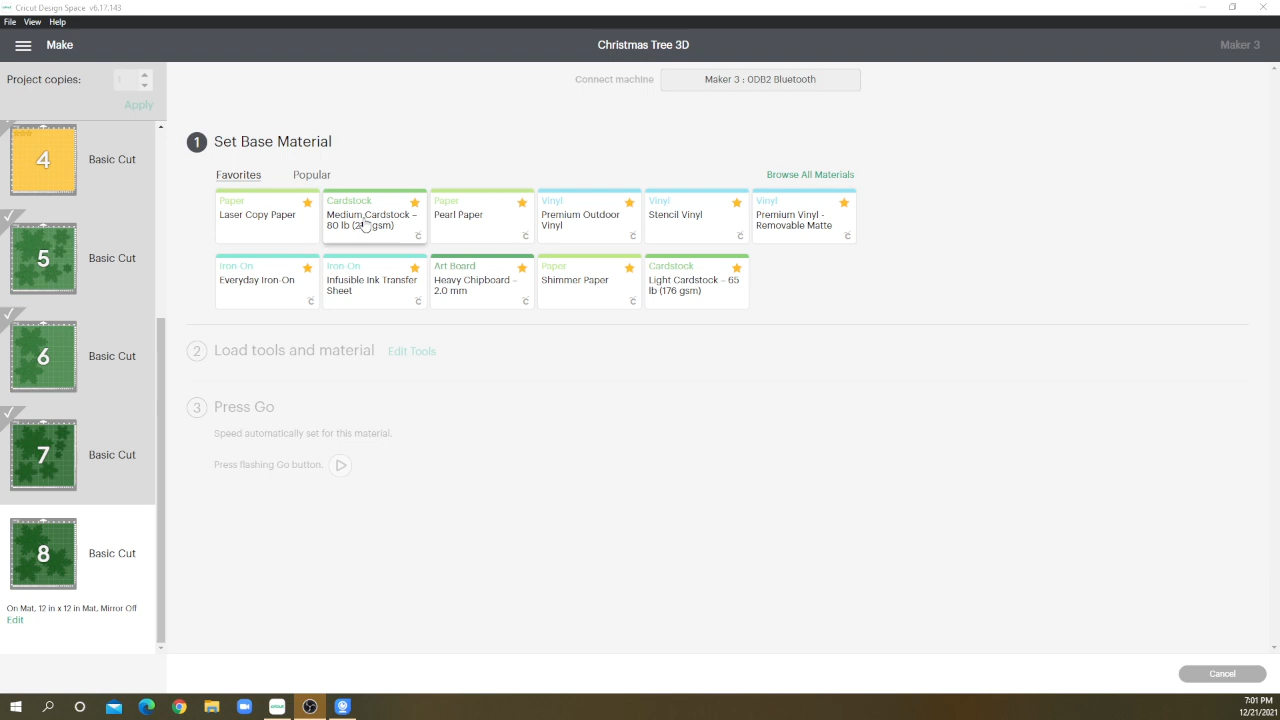 Cricut Design Space v6.17.143
File View Help
Make
Christmas Tree 3D
Maker 3
Project copies: 1
Apply
Connect machine
Maker 3 : ODB2 Bluetooth
4 Basic Cut
5 Basic Cut
6 Basic Cut
7 Basic Cut
8 Basic Cut
On Mat, 12 in x 12 in Mat, Mirror Off
Edit
1 Set Base Material
Favorites Popular Browse All Materials
Paper
Laser Copy Paper
Cardstock
Medium Cardstock –
80 lb
Paper
Pearl Paper
Vinyl
Premium Outdoor
Vinyl
Vinyl
Stencil Vinyl
Vinyl
Premium Vinyl -
Removable Matte
Iron-On
Everyday Iron-On
Iron-On
Infusible Ink Transfer
Sheet
Art Board
Heavy Chipboard –
2.0 mm
Paper
Shimmer Paper
Cardstock
Light Cardstock – 65
lb (176 gsm)
2 Load tools and material Edit Tools
3 Press Go
Speed automatically set for this material.
Press flashing Go button.
Cancel
7:01 PM
12/21/2021